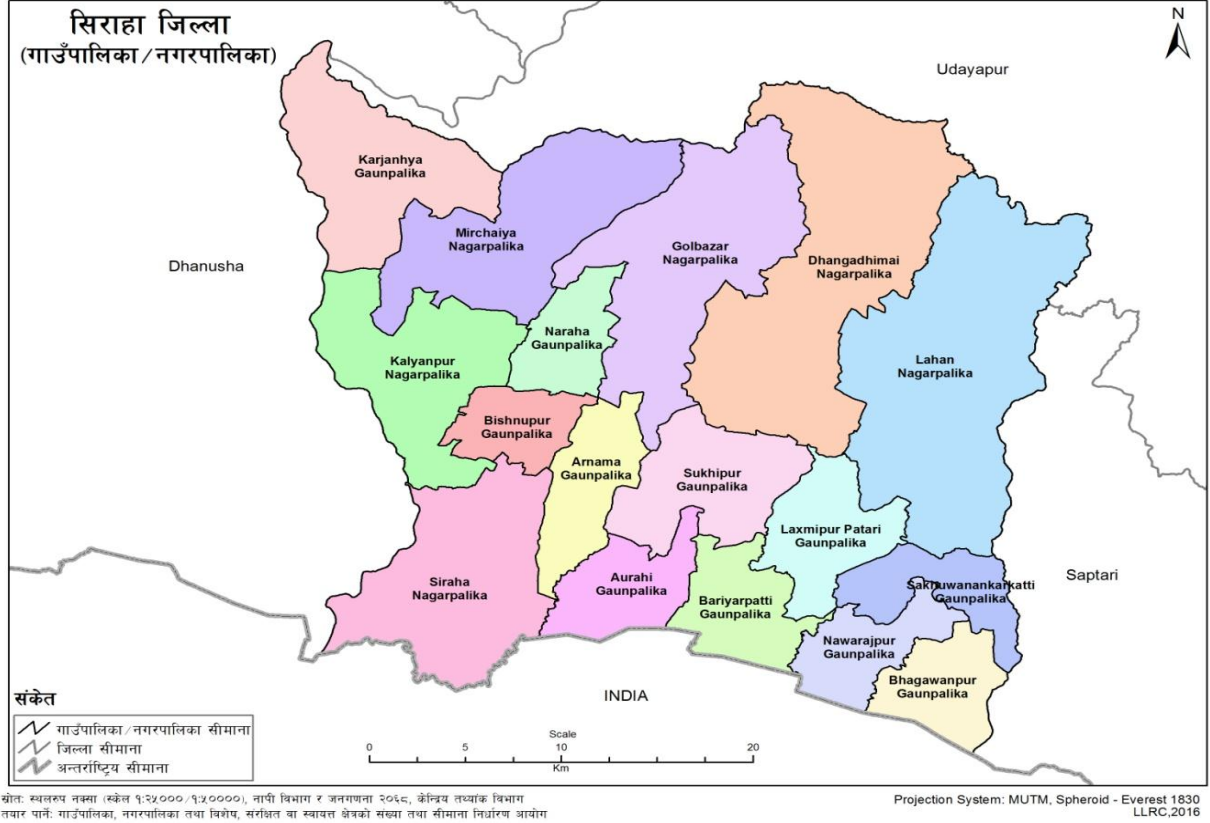 सिराहा जिल्ला
(गाउँपालिका/नगरपालिका)
N
Udayapur
Karjanhya
Gaunpalika
Mirchaiya
Nagarpalika
Golbazar
Nagarpalika
Dhangadhimai
Nagarpalika
Dhanusha
Naraha
Gaunpalika
Kalyanpur
Nagarpalika
Lahan
Nagarpalika
Bishnupur
Gaunpalika
Arnama
Gaunpalika
Sukhipur
Gaunpalika
Laxmipur Patari
Gaunpalika
Siraha
Nagarpalika
Aurahi
Gaunpalika
Bariyarpatti
Gaunpalika
Sakhuwanankarkatti
Gaunpalika
Saptari
Nawarajpur
Gaunpalika
Bhagawanpur
Gaunpalika
INDIA
संकेत
गाउँपालिका/नगरपालिका सीमाना
जिल्ला सीमाना
अन्तर्राष्ट्रिय सीमाना
Scale
0 5 10 20
Km
स्रोतः स्थलरुप नक्सा (स्केल १:२५०००/१:५००००), नापी विभाग र जनगणना २०६८, केन्द्रिय तथ्यांक विभाग
तयार पार्नेः गाउँपालिका, नगरपालिका तथा विशेष, संरक्षित वा स्वायत्त क्षेत्रको संख्या तथा सीमाना निर्धारण आयोग
Projection System: MUTM, Spheroid - Everest 1830
LLRC,2016